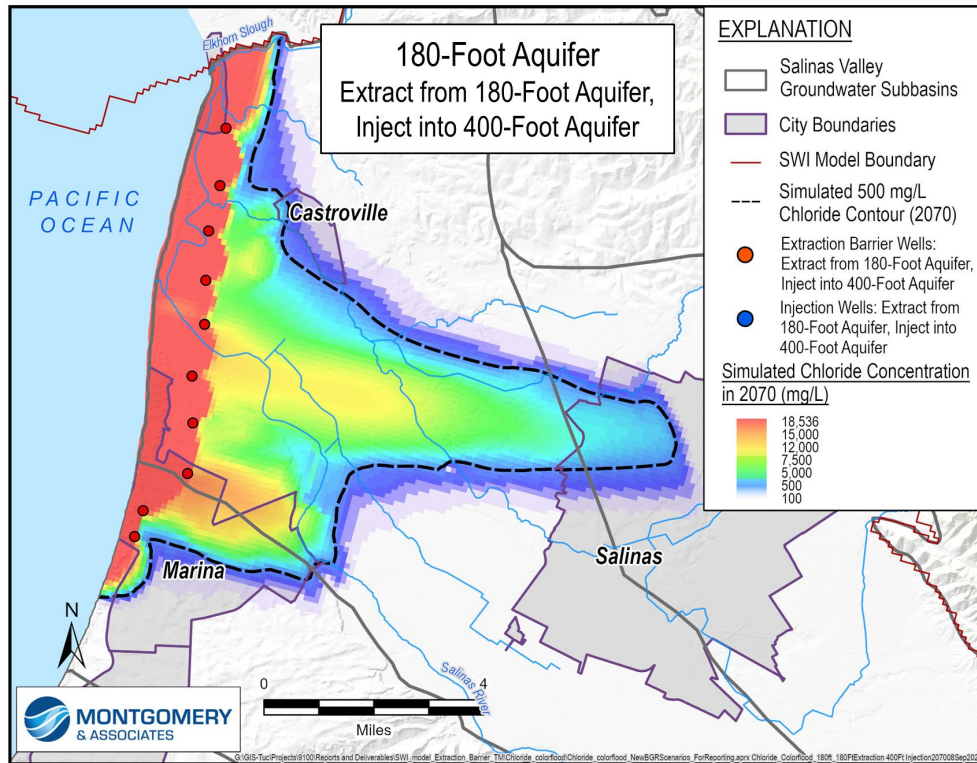 Elkhorn Slough
180-Foot Aquifer
Extract from 180-Foot Aquifer,
Inject into 400-Foot Aquifer
PACIFIC
OCEAN
Castroville
Marina
Salinas
Salinas River
N
0
4
Miles
MONTGOMERY
& ASSOCIATES
EXPLANATION
Salinas Valley
Groundwater Subbasins
City Boundaries
SWI Model Boundary
Simulated 500 mg/L
Chloride Contour (2070)
Extraction Barrier Wells:
Extract from 180-Foot Aquifer,
Inject into 400-Foot Aquifer
Injection Wells: Extract from
180-Foot Aquifer, Inject into
400-Foot Aquifer
Simulated Chloride Concentration
in 2070 (mg/L)
18,536
15,000
12,000
7,500
5,000
500
100